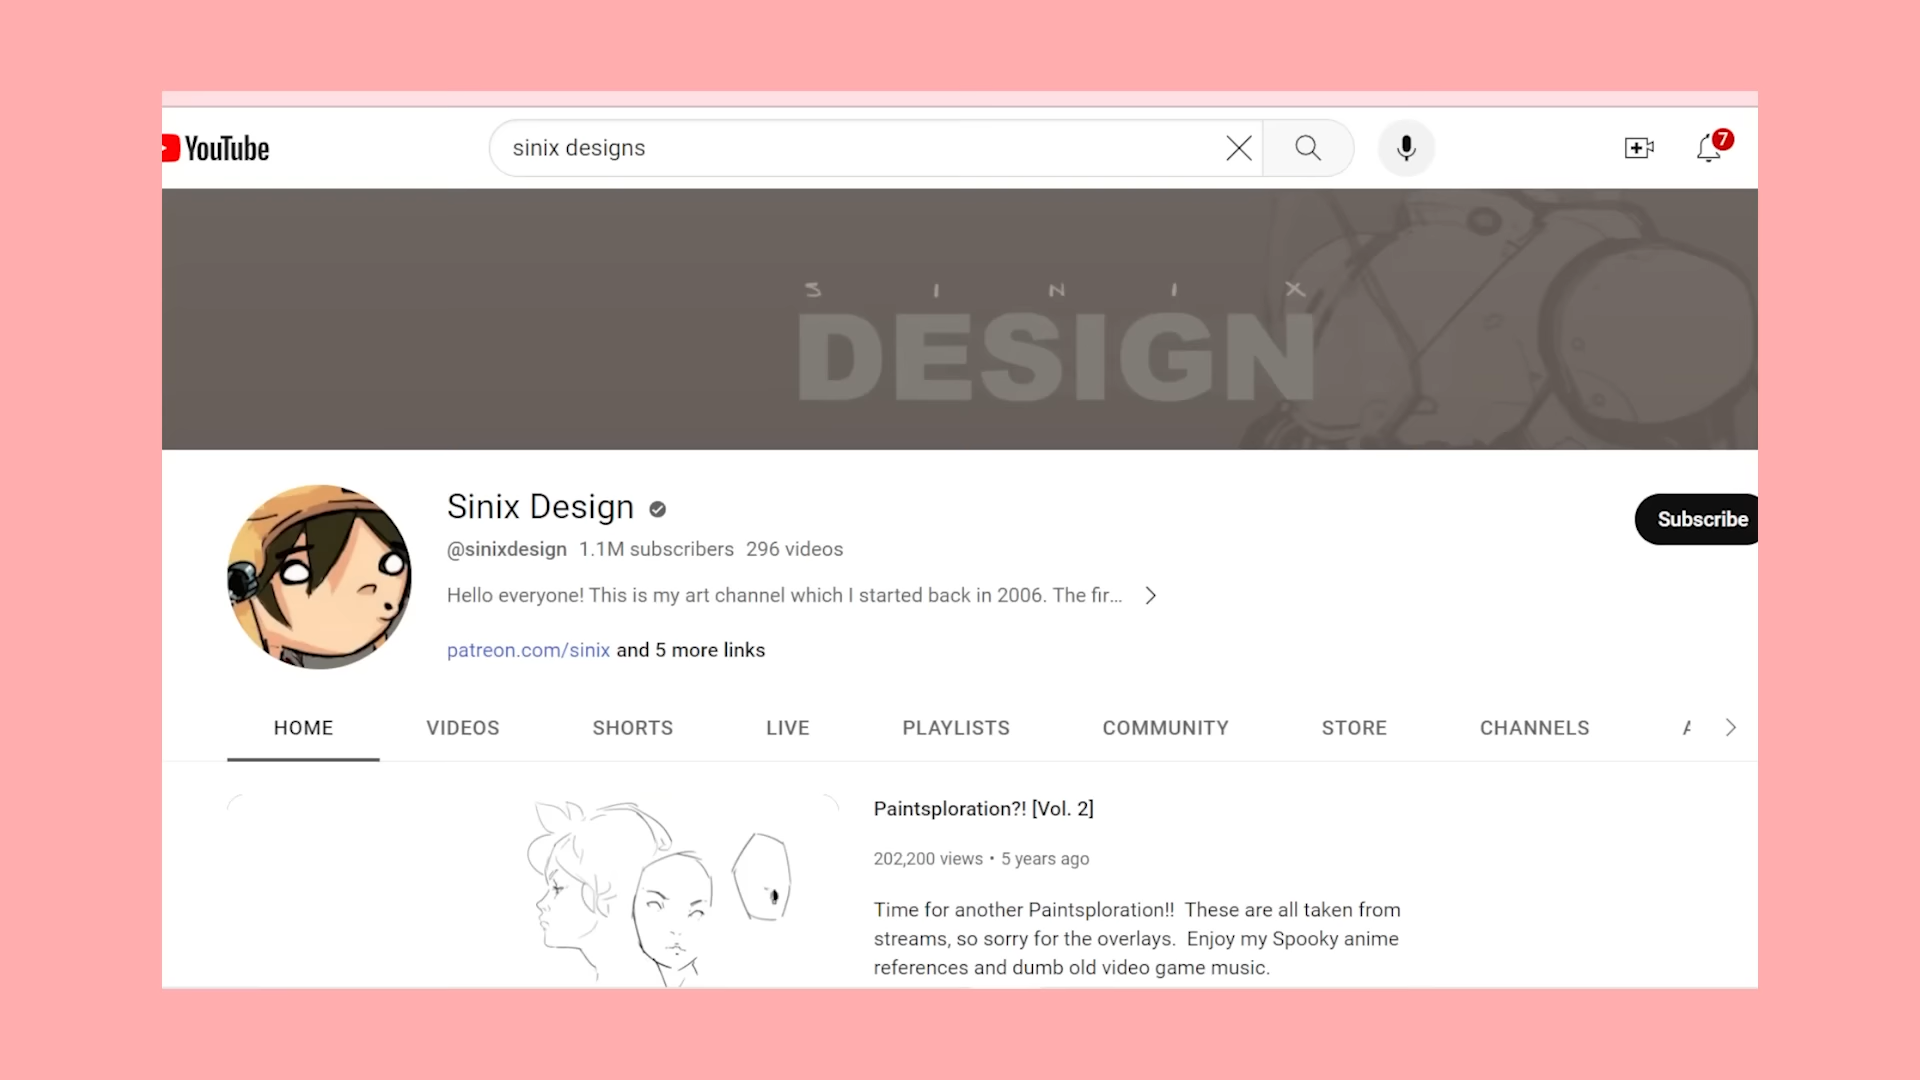 YouTube
sinix designs
7
S I N I X
DESIGN
Sinix Design
@sinixdesign 1.1M subscribers 296 videos
Hello everyone! This is my art channel which I started back in 2006. The fir...
patreon.com/sinix and 5 more links
Subscribe
HOME VIDEOS SHORTS LIVE PLAYLISTS COMMUNITY STORE CHANNELS
Paintsploration?! [Vol. 2]
202,200 views • 5 years ago
Time for another Paintsploration!! These are all taken from
streams, so sorry for the overlays. Enjoy my Spooky anime
references and dumb old video game music.